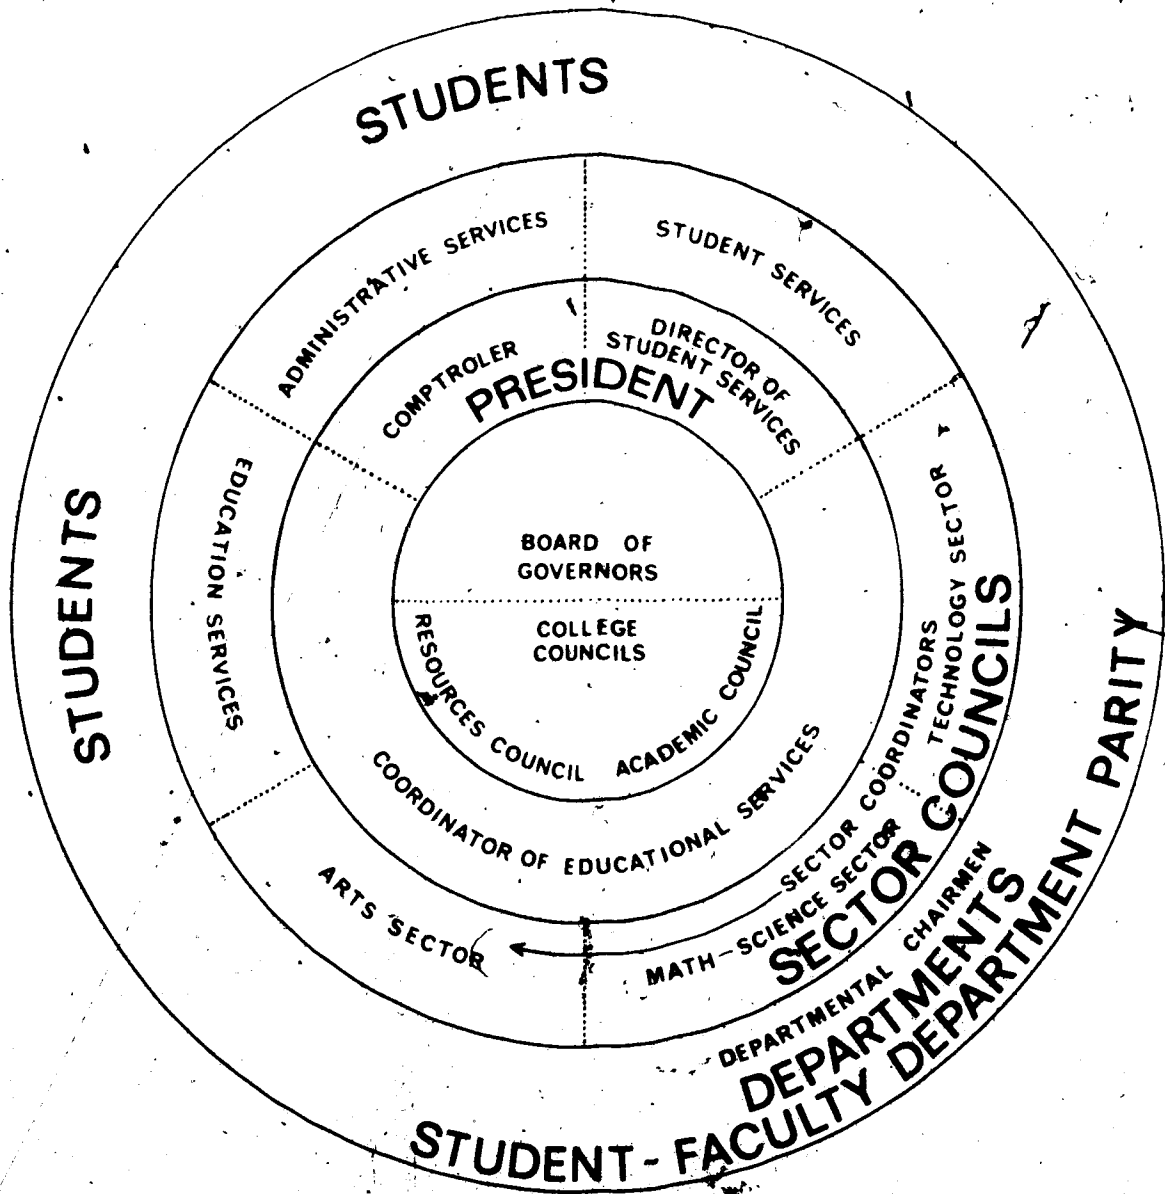 STUDENTS
ADMINISTRATIVE SERVICES
STUDENT SERVICES
COMPTROLER
DIRECTOR OF
STUDENT SERVICES
PRESIDENT
STUDENTS
EDUCATION SERVICES
BOARD OF
GOVERNORS
COLLEGE
COUNCILS
RESOURCES COUNCIL
ACADEMIC COUNCIL
COORDINATOR OF EDUCATIONAL SERVICES
TECHNOLOGY SECTOR
SECTOR COORDINATORS
ARTS SECTOR
MATH-SCIENCE SECTOR
SECTOR COUNCILS
DEPARTMENTAL CHAIRMEN
DEPARTMENTS
STUDENT-FACULTY DEPARTMENT PARITY